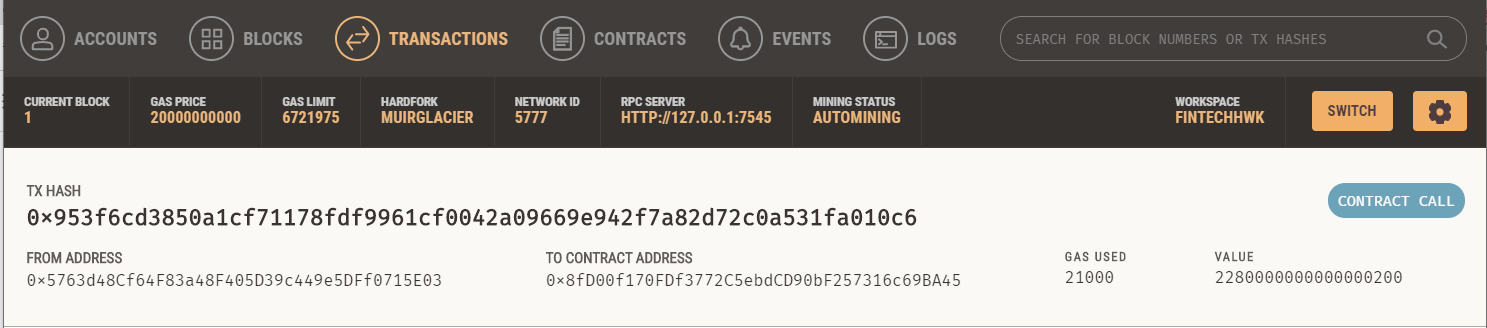 ACCOUNTS BLOCKS TRANSACTIONS CONTRACTS EVENTS LOGS SEARCH FOR BLOCK NUMBERS OR TX HASHES
CURRENT BLOCK GAS PRICE GAS LIMIT HARDFORK NETWORK ID RPC SERVER MINING STATUS WORKSPACE
1 20000000000 6721975 MUIRGLACIER 5777 HTTP://127.0.0.1:7545 AUTOMINING FINTECHHWK SWITCH
TX HASH
0×953f6cd3850a1cf71178fdf9961cf0042a09669e942f7a82d72c0a531fa010c6 CONTRACT CALL
FROM ADDRESS TO CONTRACT ADDRESS GAS USED VALUE
0×5763d48Cf64F83a48F405D39c449e5DFf0715E03 0×8fD00f170FDf3772C5ebdCD90bF257316c69BA45 21000 2280000000000000200